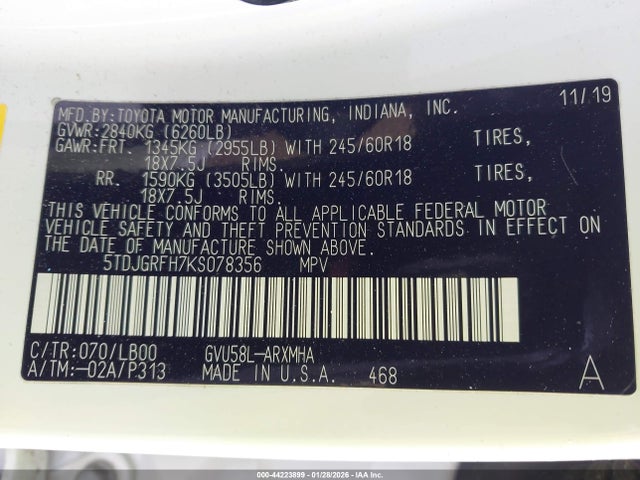 MFD.BY:TOYOTA MOTOR MANUFACTURING, INDIANA, INC. 11/19
GVWR:2840KG (6260LB)
GAWR:FRT. 1345KG (2955LB) WITH 245/60R18 TIRES,
18X7.5J RIMS.
RR. 1590KG (3505LB) WITH 245/60R18 TIRES,
18X7.5J RIMS.
THIS VEHICLE CONFORMS TO ALL APPLICABLE FEDERAL MOTOR
VEHICLE SAFETY AND THEFT PREVENTION STANDARDS IN EFFECT ON
THE DATE OF MANUFACTURE SHOWN ABOVE.
5TDJGRFH7KS078356 MPV
C/TR:070/LB00 GVU58L-ARXMHA
A/TM:-02A/P313 MADE IN U.S.A. 468 A
000-44223899 | 01/28/2026 - IAA Inc.